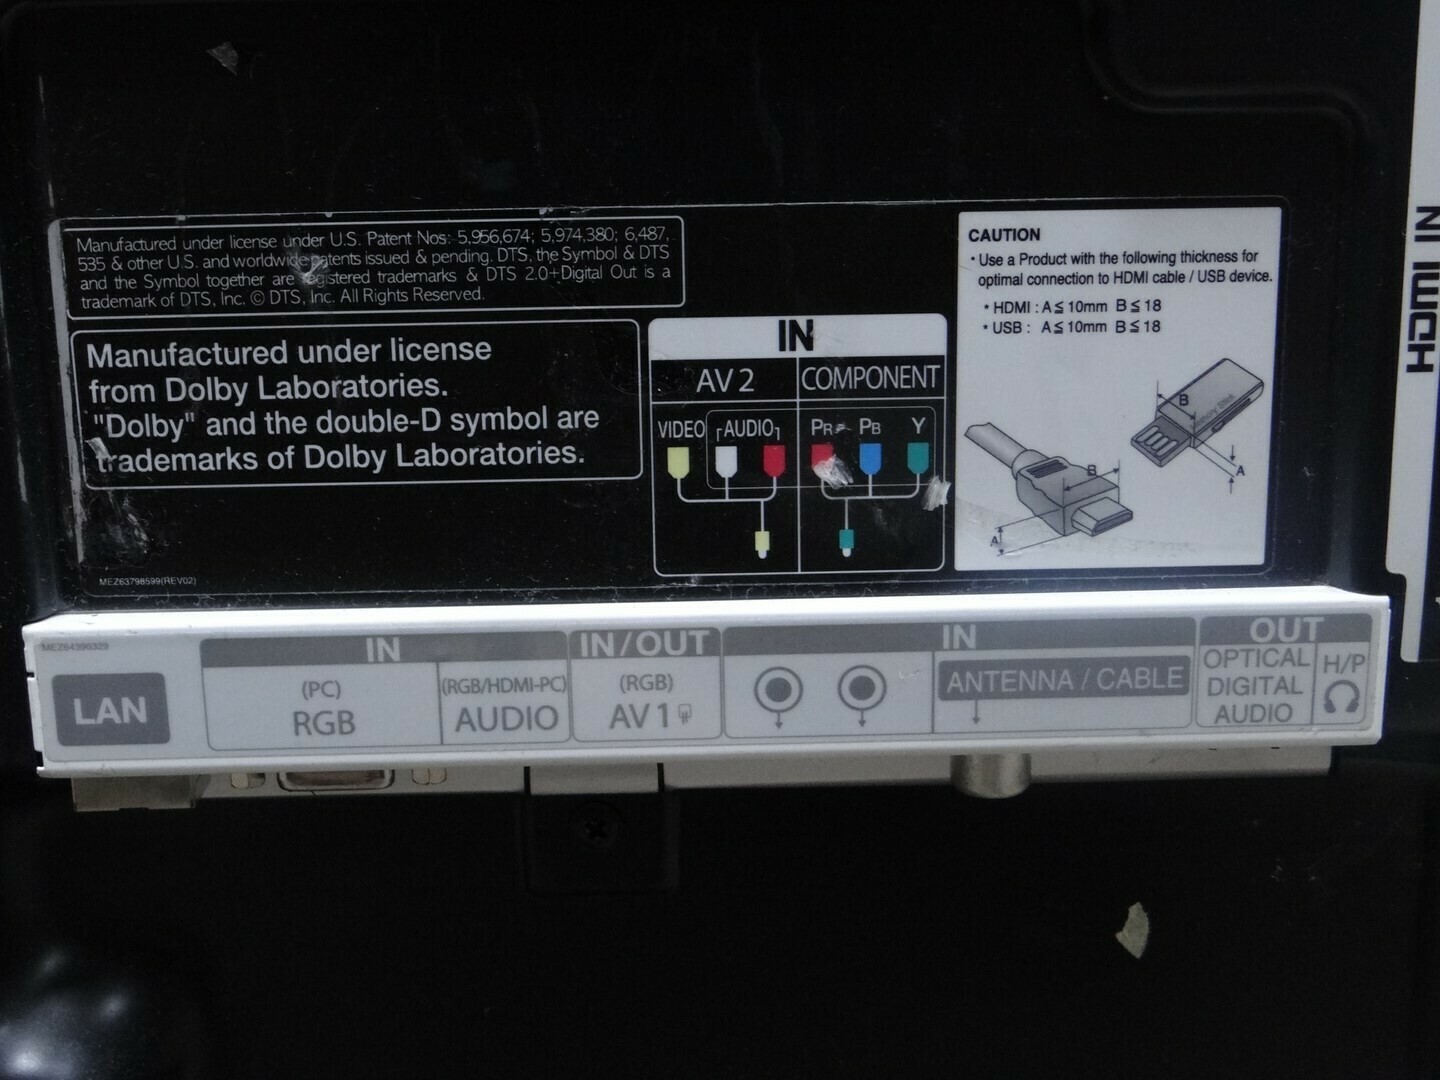 Manufactured under license under U.S. Patent Nos: 5,956,674; 5,974,380; 6,487,
535 & other U.S. and worldwide patents issued & pending. DTS, the Symbol & DTS
and the Symbol together are registered trademarks & DTS 2.0+Digital Out is a
trademark of DTS, Inc. © DTS, Inc. All Rights Reserved.
Manufactured under license
from Dolby Laboratories.
"Dolby" and the double-D symbol are
trademarks of Dolby Laboratories.
MEZ63798599(REV02)
IN
AV 2 COMPONENT
VIDEO AUDIO PR PB Y
CAUTION
• Use a Product with the following thickness for
optimal connection to HDMI cable / USB device.
* HDMI : A ≤ 10mm B ≤ 18
* USB : A ≤ 10mm B ≤ 18
B
A
B
A
HDMI IN
LAN
IN
(PC)
RGB
(RGB/HDMI-PC)
AUDIO
IN/OUT
(RGB)
AV 1
IN
ANTENNA / CABLE
OUT
OPTICAL
DIGITAL
AUDIO
H/P